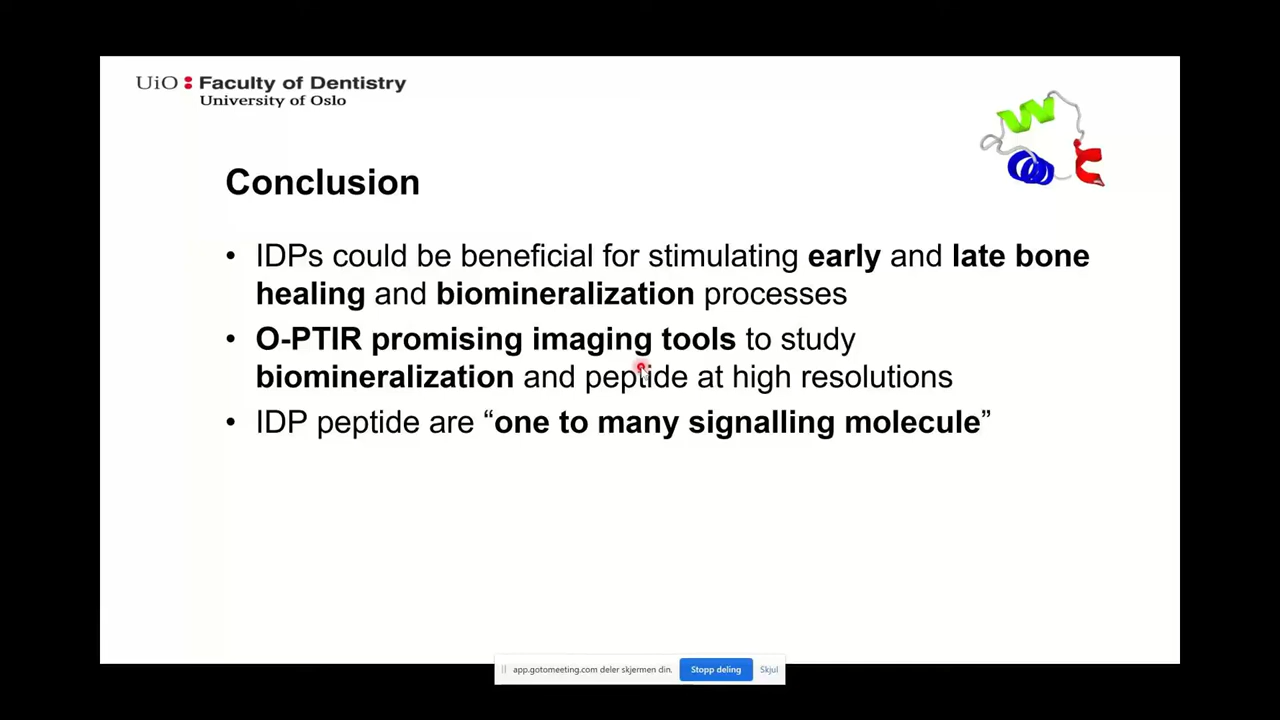 UiO : Faculty of Dentistry
University of Oslo
Conclusion
• IDPs could be beneficial for stimulating early and late bone
healing and biomineralization processes
• O-PTIR promising imaging tools to study
biomineralization and peptide at high resolutions
• IDP peptide are “one to many signalling molecule”
app.gotomeeting.com deler skjermen din. Stopp deling Skjul